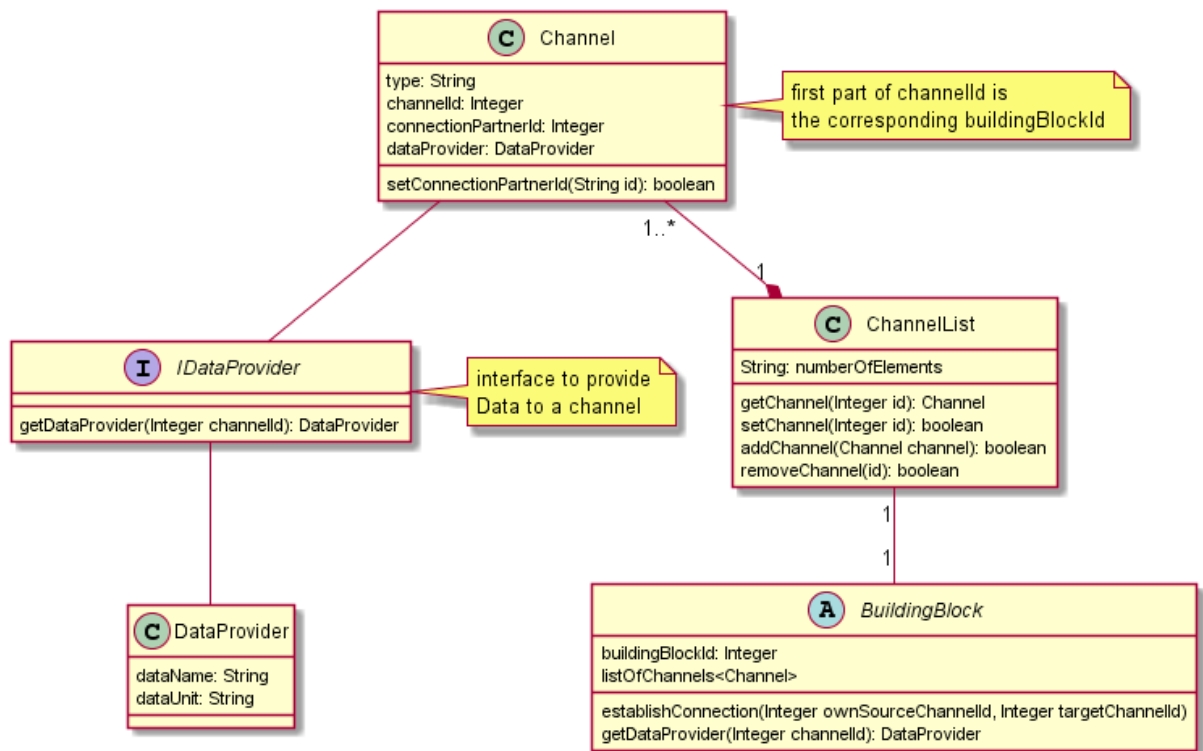 C Channel
type: String
channelId: Integer
connectionPartnerId: Integer
dataProvider: DataProvider
setConnectionPartnerId(String id): boolean
first part of channelId is
the corresponding buildingBlockId
1..*
1
I IDataProvider
getDataProvider(Integer channelId): DataProvider
interface to provide
Data to a channel
C ChannelList
String: numberOfElements
getChannel(Integer id): Channel
setChannel(Integer id): boolean
addChannel(Channel channel): boolean
removeChannel(id): boolean
1
1
C DataProvider
dataName: String
dataUnit: String
A BuildingBlock
buildingBlockId: Integer
listOfChannels<Channel>
establishConnection(Integer ownSourceChannelId, Integer targetChannelId)
getDataProvider(Integer channelId): DataProvider